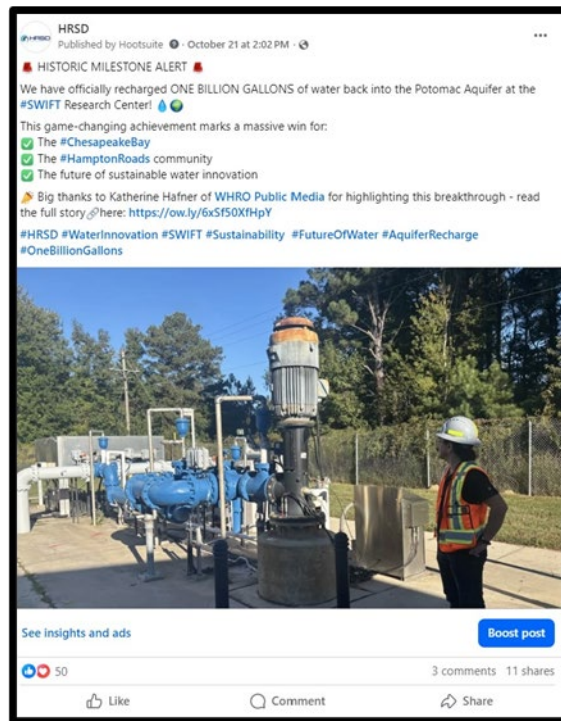 HRSD
HRSD
Published by Hootsuite · October 21 at 2:02 PM ·
HISTORIC MILESTONE ALERT
We have officially recharged ONE BILLION GALLONS of water back into the Potomac Aquifer at the
#SWIFT Research Center!
This game-changing achievement marks a massive win for:
The #ChesapeakeBay
The #HamptonRoads community
The future of sustainable water innovation
Big thanks to Katherine Hafner of WHRO Public Media for highlighting this breakthrough - read
the full story here: https://ow.ly/6xSf50XfHpY
#HRSD #WaterInnovation #SWIFT #Sustainability #FutureOfWater #AquiferRecharge
#OneBillionGallons
See insights and ads
Boost post
50
3 comments 11 shares
Like Comment Share